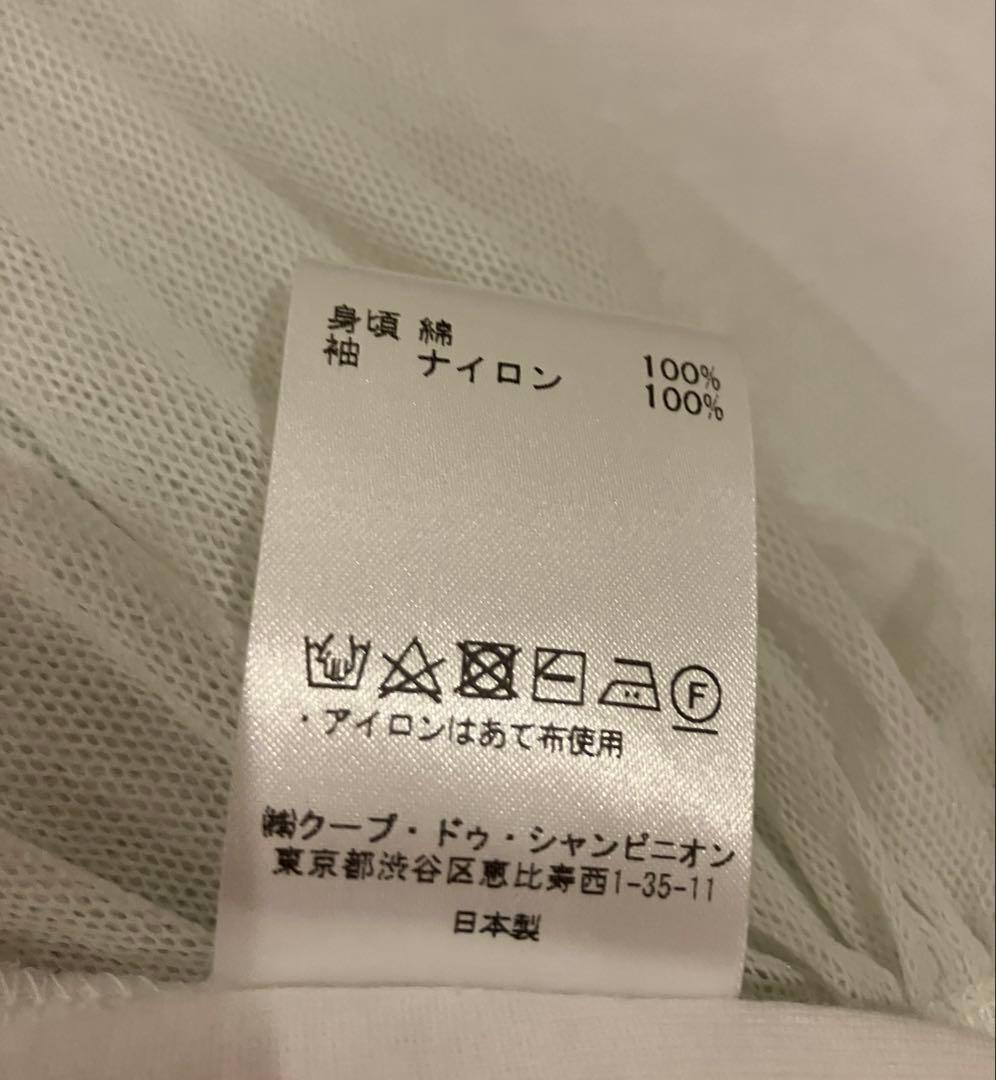 身頃 綿 100%
袖 ナイロン 100%
F
・アイロンはあて布使用
㈱クープ・ドゥ・シャンピニオン
東京都渋谷区恵比寿西1-35-11
日本製